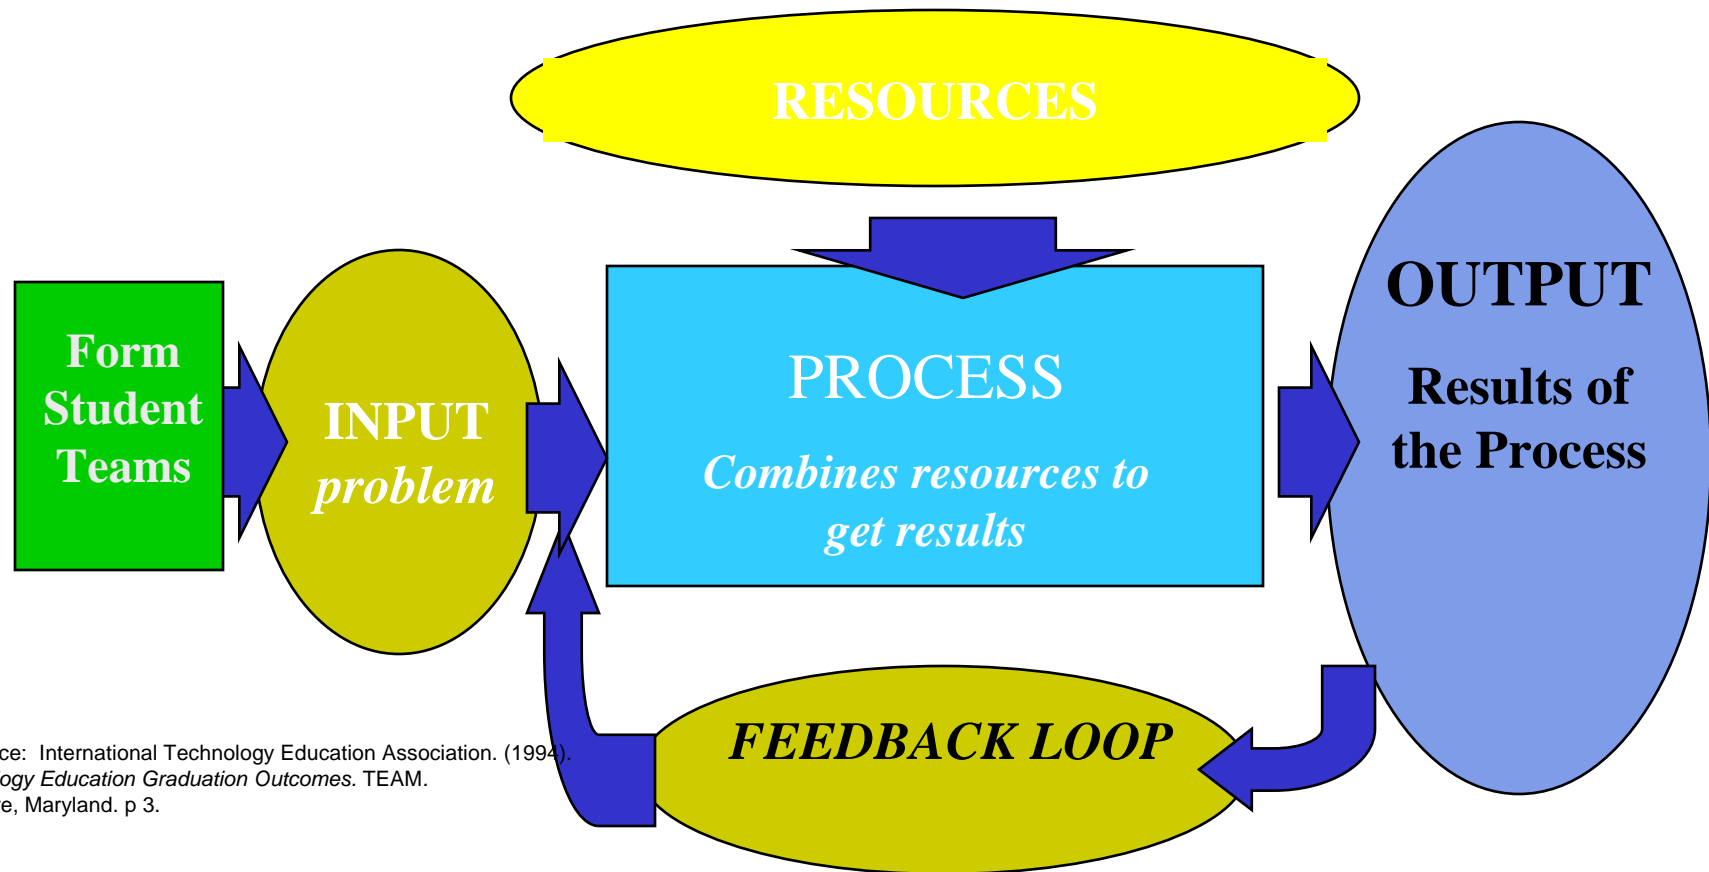 RESOURCES
Form
Student
Teams
INPUT
problem
PROCESS
Combines resources to
get results
OUTPUT
Results of
the Process
FEEDBACK LOOP
ce: International Technology Education Association. (1994).
ogy Education Graduation Outcomes. TEAM.
re, Maryland. p 3.